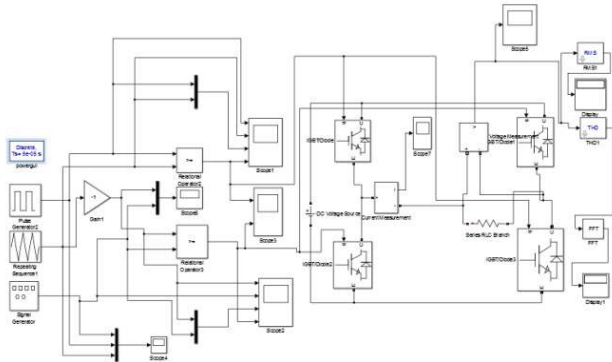 Scope5
RMS
RMS1
Display
THD
THD1
Discrete,
Ts = 5e-05 s.
powergui
IGBT/Diode
Scope7
Voltage Measurement
IGBT/Diode1
Scope1
Relational
Operator2
Gain1
Scope6
Pulse
Generator2
Scope3
DC Voltage Source
Current Measurement
Series RLC Branch
FFT
Relational
Operator3
Repeating
Sequence1
IGBT/Diode2
IGBT/Diode3
Display1
Signal
Generator
Scope2
Scope4